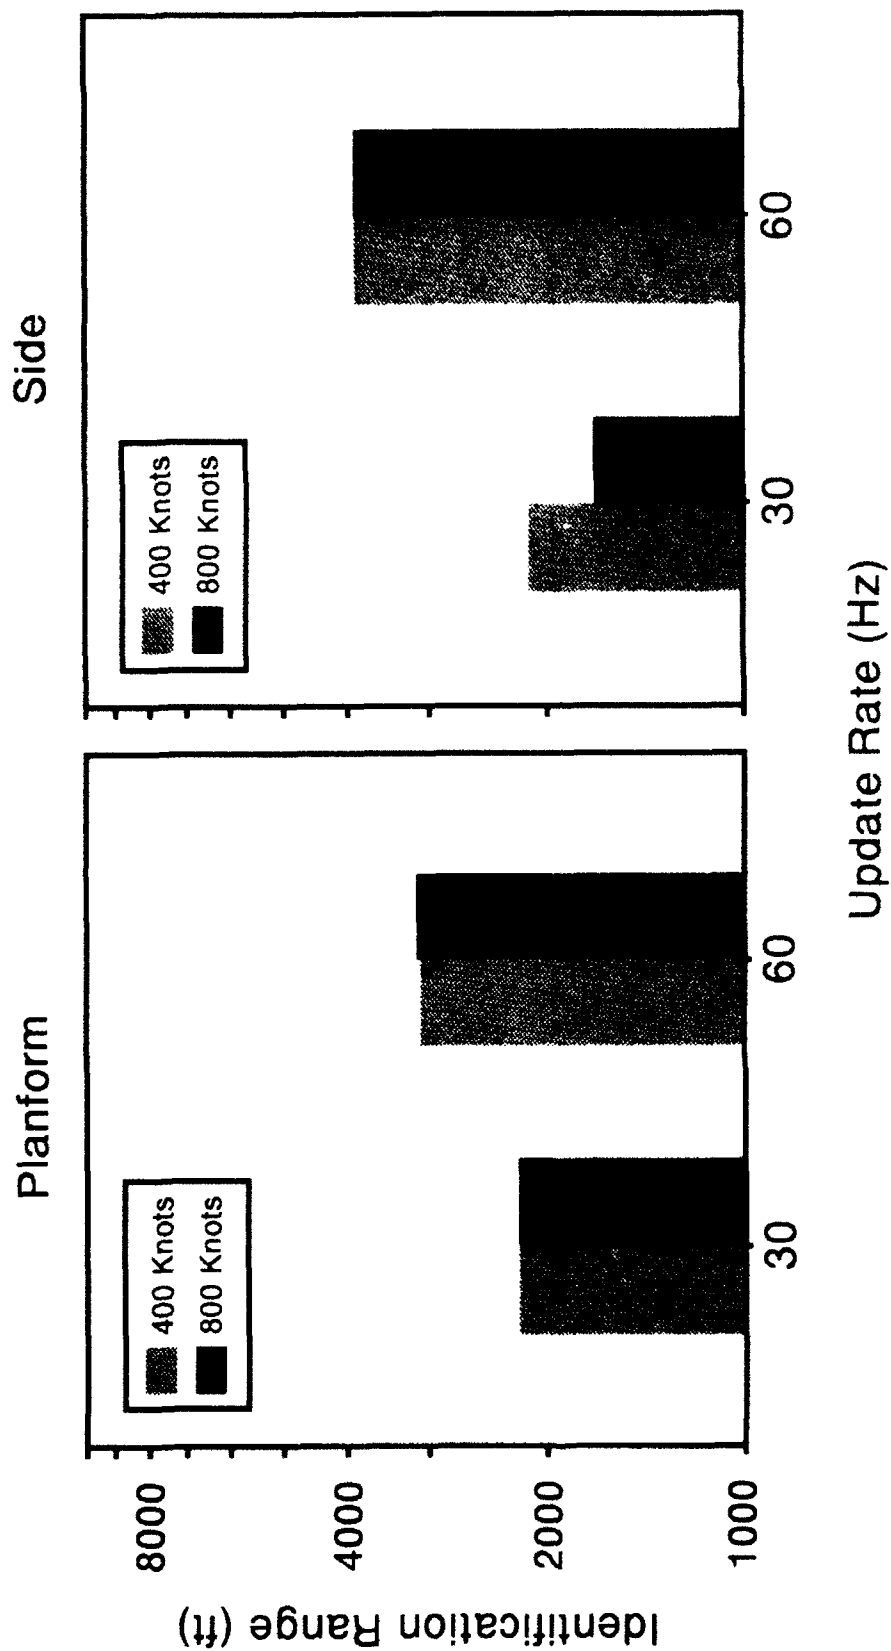 Planform
400 Knots
800 Knots
Identification Range (ft)
8000
4000
2000
1000
30
60
Side
400 Knots
800 Knots
30
60
Update Rate (Hz)